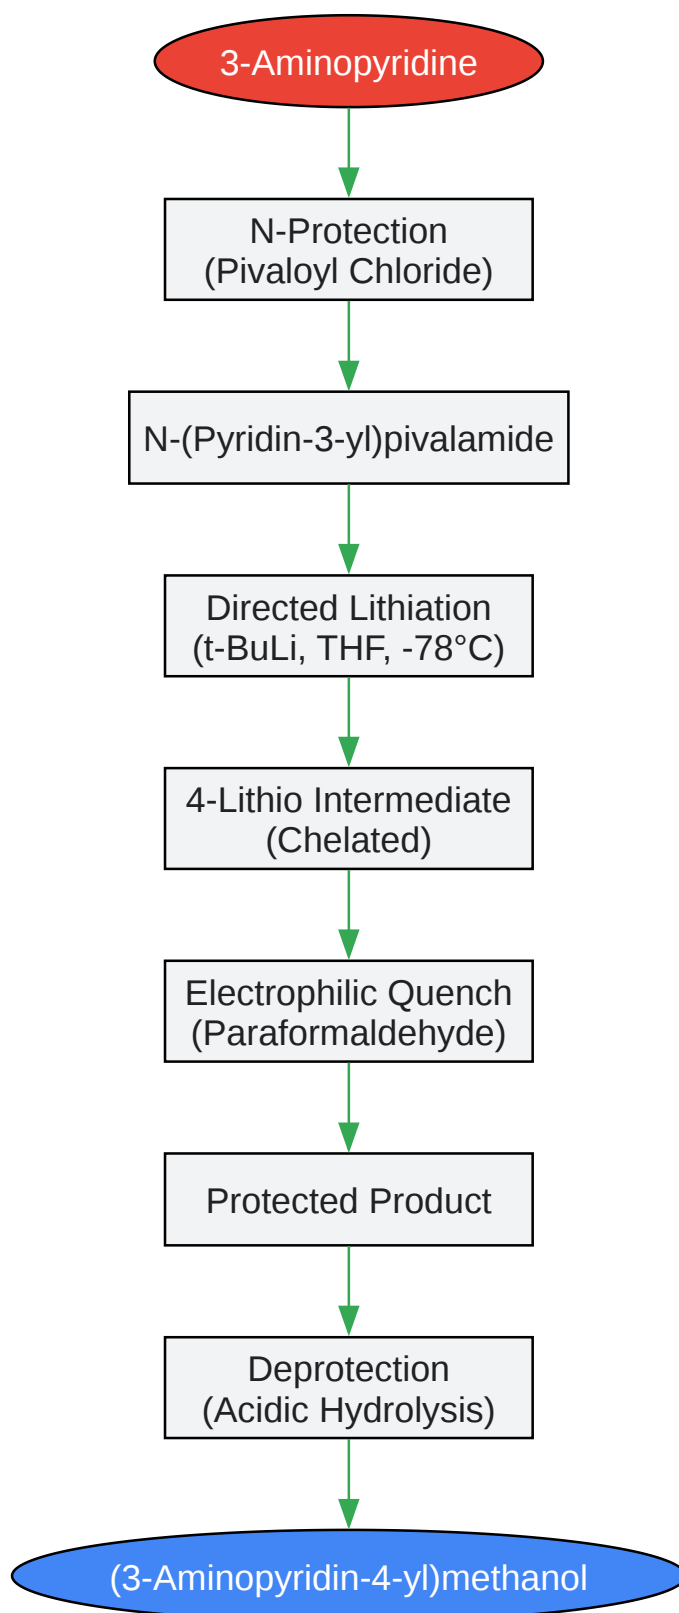 3-Aminopyridine
N-Protection
(Pivaloyl Chloride)
N-(Pyridin-3-yl)pivalamide
Directed Lithiation
(t-BuLi, THF, -78°C)
4-Lithio Intermediate
(Chelated)
Electrophilic Quench
(Paraformaldehyde)
Protected Product
Deprotection
(Acidic Hydrolysis)
(3-Aminopyridin-4-yl)methanol